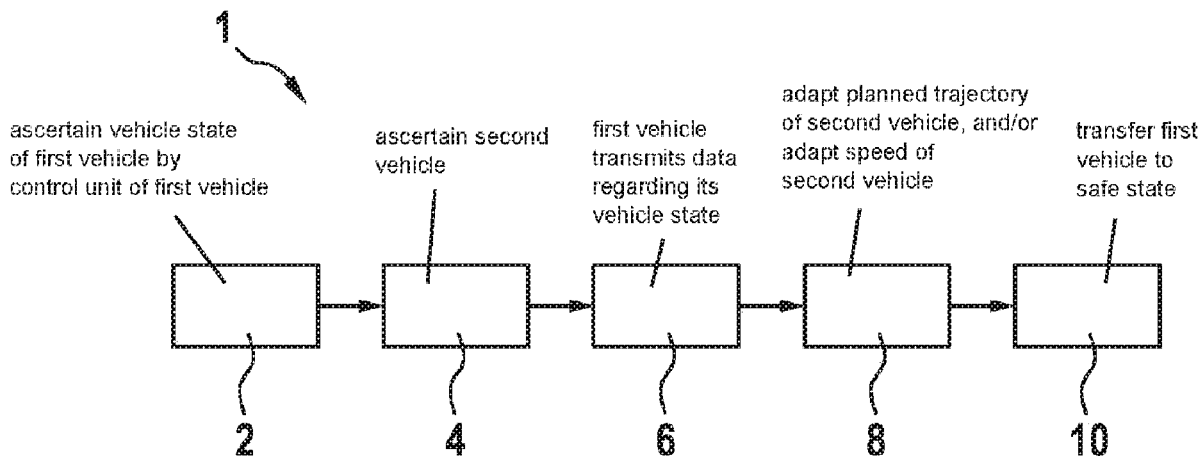 1
ascertain vehicle state
of first vehicle by
control unit of first vehicle
ascertain second
vehicle
first vehicle
transmits data
regarding its
vehicle state
adapt planned trajectory
of second vehicle, and/or
adapt speed of
second vehicle
transfer first
vehicle to
safe state
2
4
6
8
10